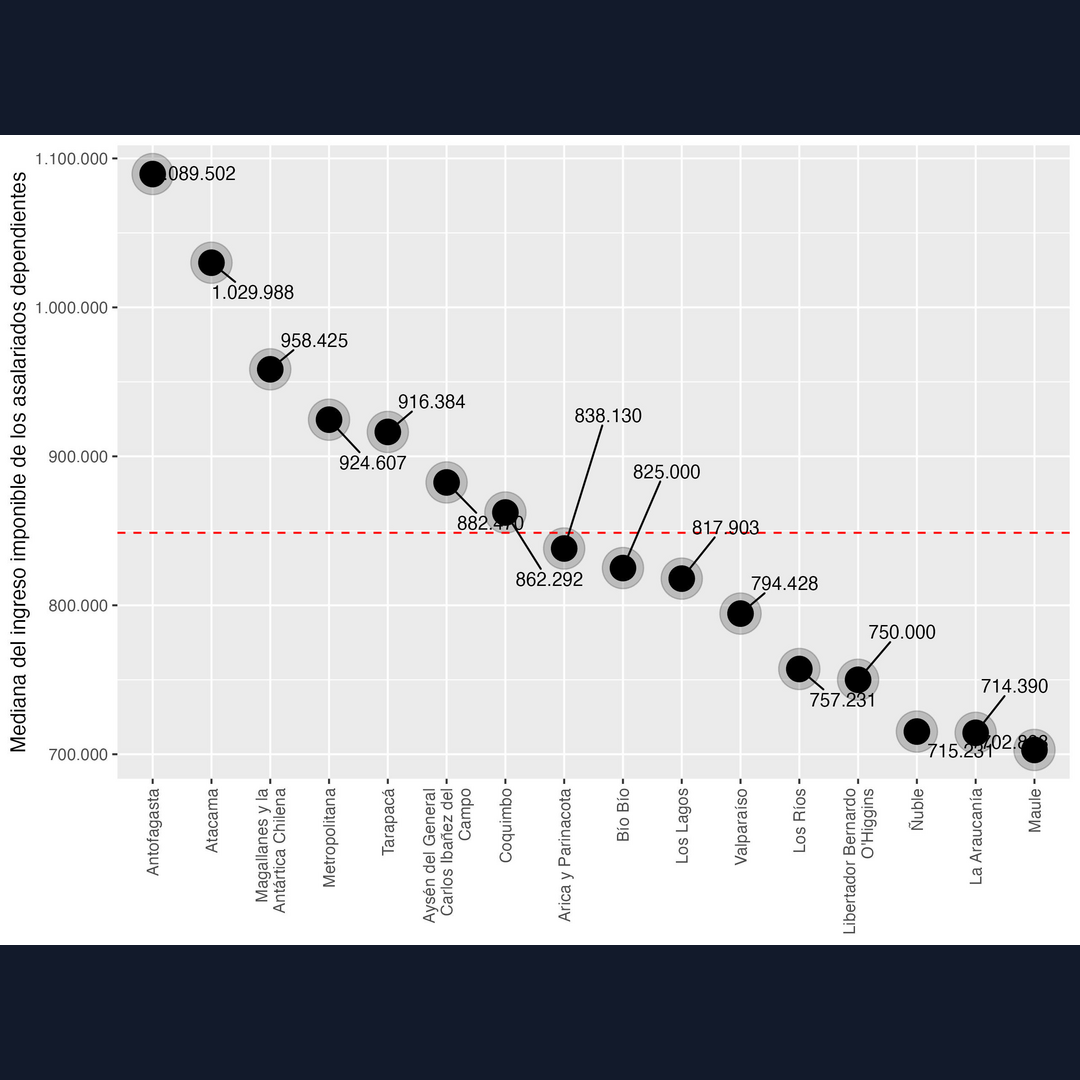 Mediana del ingreso imponible de los asalariados dependientes
1.100.000
1.000.000
900.000
800.000
700.000
.089.502
1.029.988
958.425
924.607
916.384
882.470
862.292
838.130
825.000
817.903
794.428
757.231
750.000
715.231
714.390
Antofagasta
Atacama
Magallanes y la
Antártica Chilena
Metropolitana
Tarapacá
Aysén del General
Carlos Ibañez del
Campo
Coquimbo
Arica y Parinacota
Bío Bío
Los Lagos
Valparaíso
Los Ríos
Libertador Bernardo
O'Higgins
Ñuble
La Araucanía
Maule